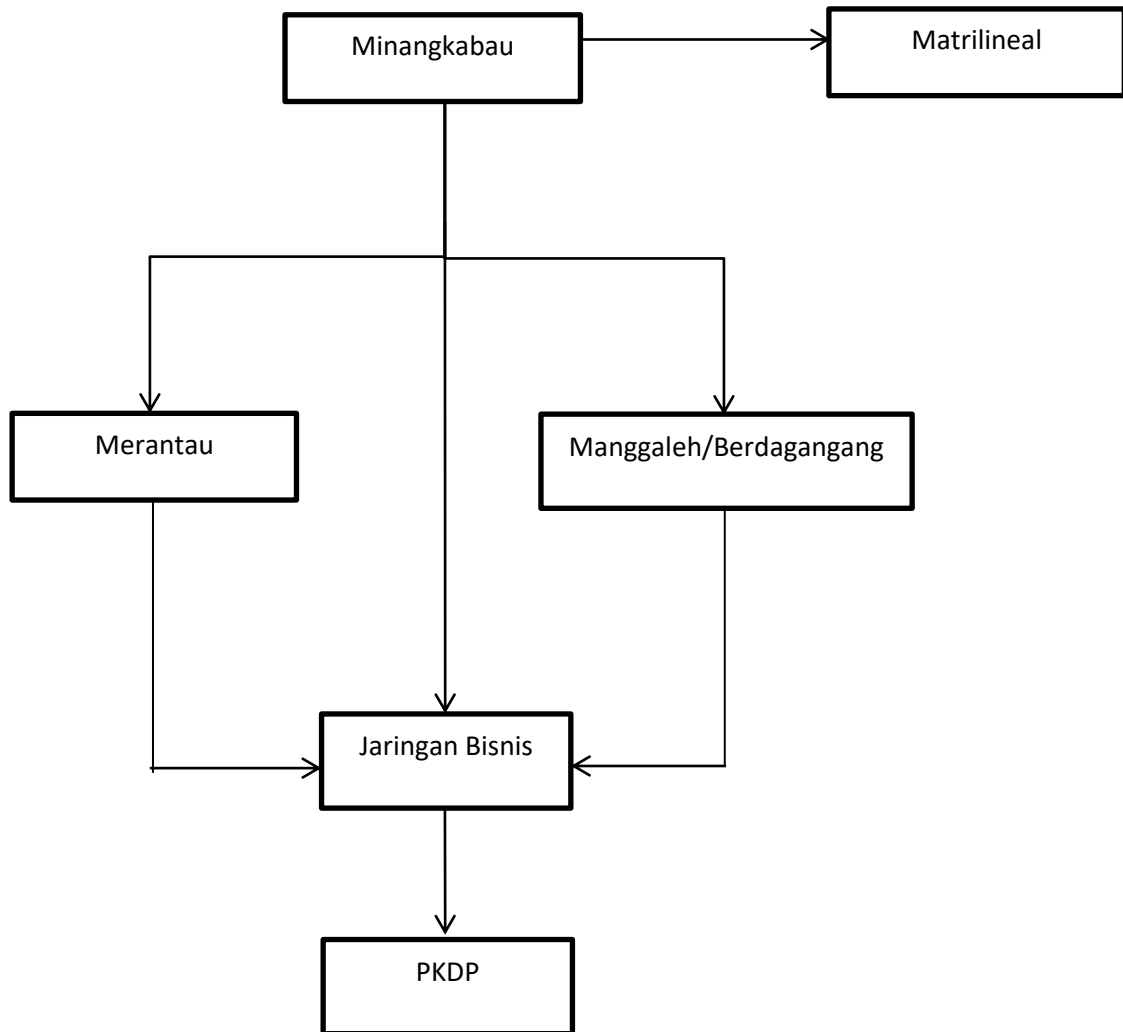 Minangkabau
Matrilineal
Merantau
Manggaleh/Berdagangang
Jaringan Bisnis
PKDP